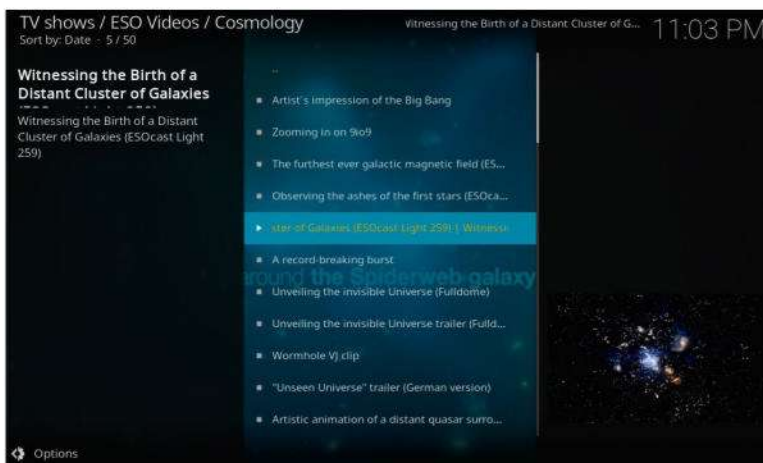 TV shows / ESO Videos / Cosmology
Sort by: Date · 5 / 50
Witnessing the Birth of a Distant Cluster of G...
11:03 PM
Witnessing the Birth of a
Distant Cluster of Galaxies
Witnessing the Birth of a Distant
Cluster of Galaxies (ESOcast Light
259)
..
Artist's impression of the Big Bang
Zooming in on 9io9
The furthest ever galactic magnetic field (ES...
Observing the ashes of the first stars (ESOca...
ster of Galaxies (ESOcast Light 259) | Witnessi
A record-breaking burst
around the Spiderweb galaxy
Unveiling the invisible Universe (Fulldome)
Unveiling the invisible Universe trailer (Fulld...
Wormhole VJ clip
"Unseen Universe" trailer (German version)
Artistic animation of a distant quasar surro...
Options